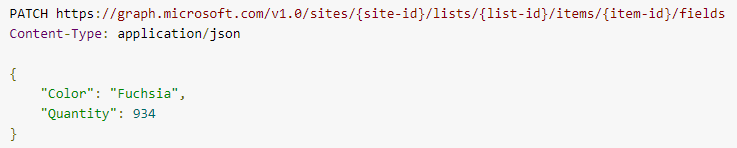 PATCH https://graph.microsoft.com/v1.0/sites/{site-id}/lists/{list-id}/items/{item-id}/fields
Content-Type: application/json
{
"Color": "Fuchsia",
"Quantity": 934
}